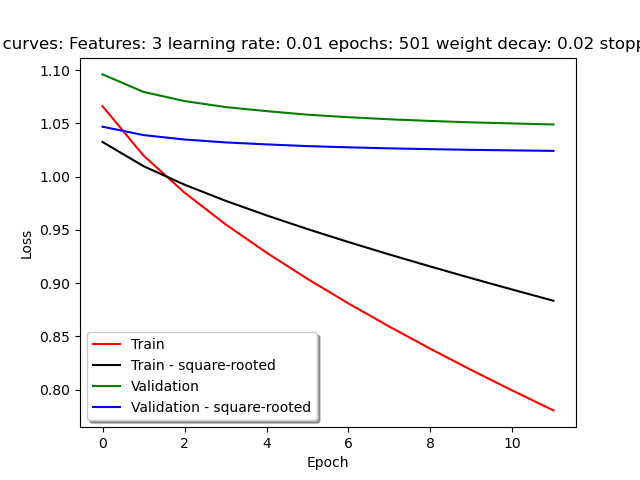 curves: Features: 3 learning rate: 0.01 epochs: 501 weight decay: 0.02
1.10
1.05
1.00
0.95
0.90
0.85
0.80
Loss
Train
Train - square-rooted
Validation
Validation - square-rooted
0 2 4 6 8 10
Epoch